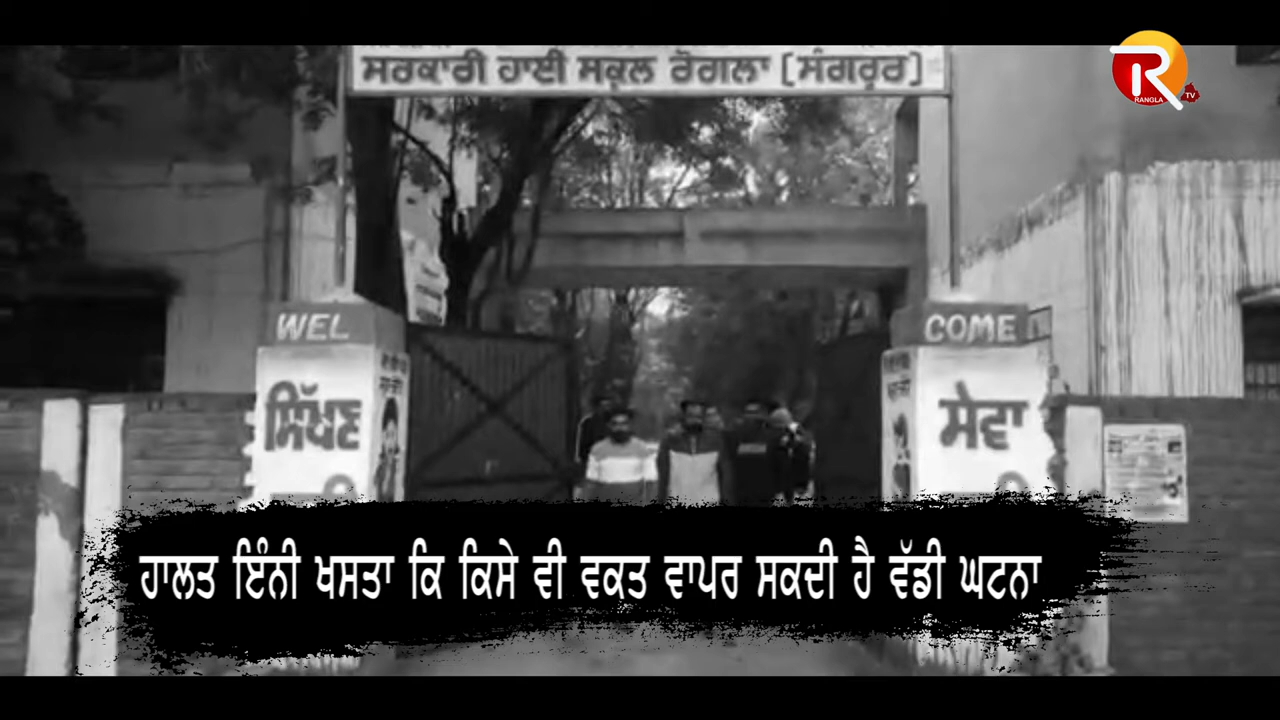 ਸਰਕਾਰੀ ਹਾਈ ਸਕੂਲ ਰੋਗਲਾ (ਸੰਗਰੂਰ)
RANGLA TV
WEL COME
ਸਿੱਖਣ ਸੇਵਾ
ਹਾਲਤ ਇੰਨੀ ਖਸਤਾ ਕਿ ਕਿਸੇ ਵੀ ਵਕਤ ਵਾਪਰ ਸਕਦੀ ਹੈ ਵੱਡੀ ਘਟਨਾ